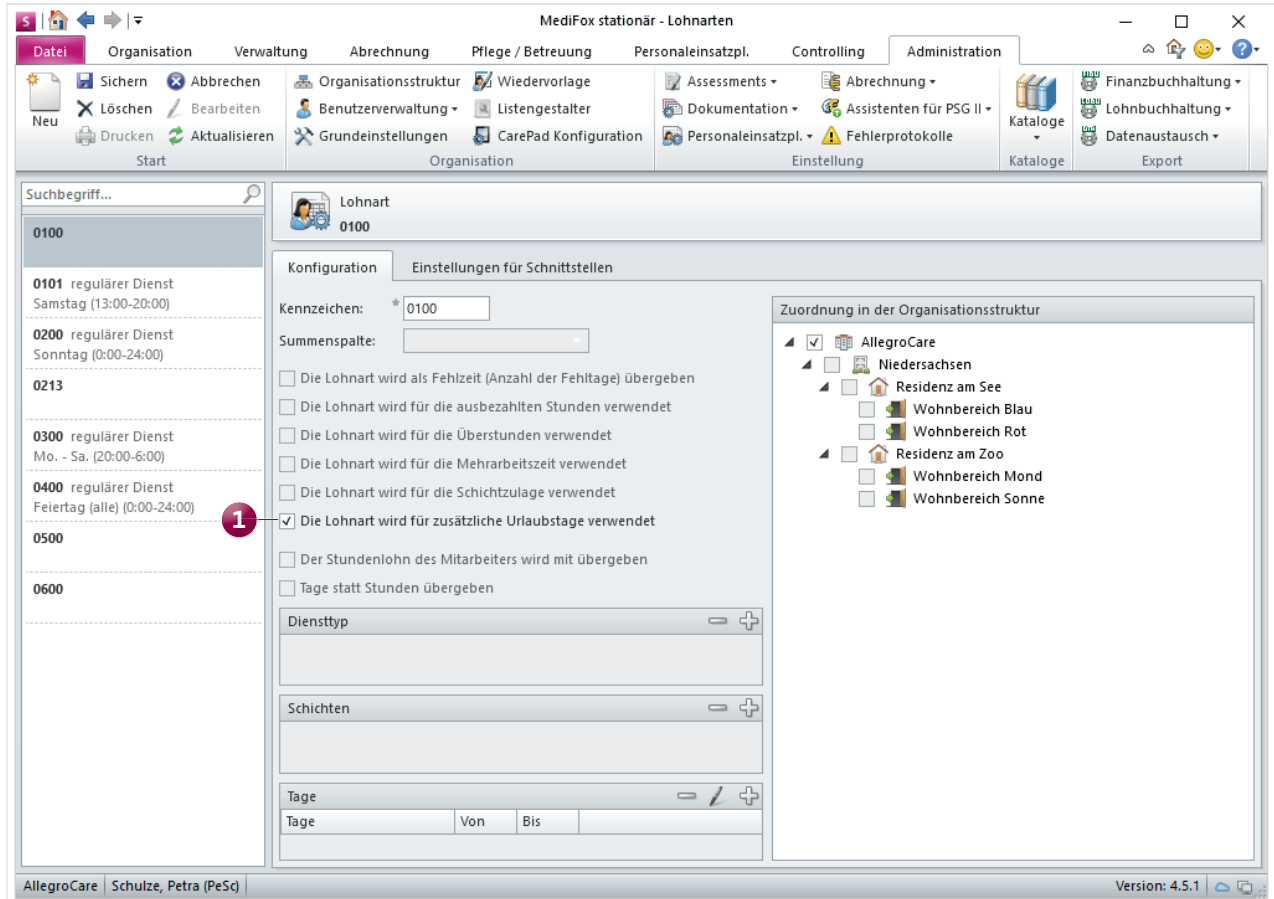 MediFox stationär - Lohnarten
Datei Organisation Verwaltung Abrechnung Pflege / Betreuung Personaleinsatzpl. Controlling Administration
Neu
Sichern
Abbrechen
Löschen
Bearbeiten
Drucken
Aktualisieren
Start
Organisationsstruktur
Wiedervorlage
Benutzerverwaltung
Listengestalter
Grundeinstellungen
CarePad Konfiguration
Organisation
Assessments
Abrechnung
Dokumentation
Assistenten für PSG II
Personaleinsatzpl.
Fehlerprotokolle
Einstellung
Kataloge
Kataloge
Finanzbuchhaltung
Lohnbuchhaltung
Datenaustausch
Export
Suchbegriff...
0100
0101 regulärer Dienst
Samstag (13:00-20:00)
0200 regulärer Dienst
Sonntag (0:00-24:00)
0213
0300 regulärer Dienst
Mo. - Sa. (20:00-6:00)
0400 regulärer Dienst
Feiertag (alle) (0:00-24:00)
0500
0600
Lohnart
0100
Konfiguration
Einstellungen für Schnittstellen
Kennzeichen: * 0100
Summenspalte:
Die Lohnart wird als Fehlzeit (Anzahl der Fehltage) übergeben
Die Lohnart wird für die ausbezahlten Stunden verwendet
Die Lohnart wird für die Überstunden verwendet
Die Lohnart wird für die Mehrarbeitszeit verwendet
Die Lohnart wird für die Schichtzulage verwendet
1 Die Lohnart wird für zusätzliche Urlaubstage verwendet
Der Stundenlohn des Mitarbeiters wird mit übergeben
Tage statt Stunden übergeben
Diensttyp
Schichten
Tage
Tage Von Bis
Zuordnung in der Organisationsstruktur
AllegroCare
Niedersachsen
Residenz am See
Wohnbereich Blau
Wohnbereich Rot
Residenz am Zoo
Wohnbereich Mond
Wohnbereich Sonne
AllegroCare Schulze, Petra (PeSc)
Version: 4.5.1